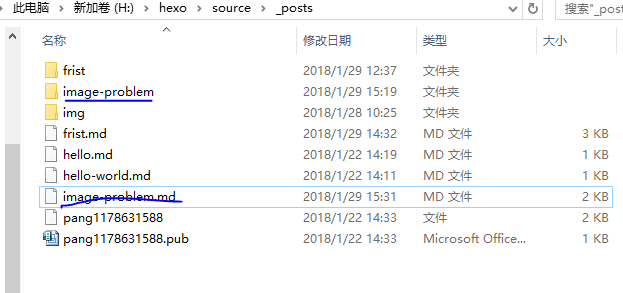 此电脑 › 新加卷 (H:) › hexo › source › _posts 搜索"_pos
名称 修改日期 类型 大小
frist 2018/1/29 12:37 文件夹
image-problem 2018/1/29 15:19 文件夹
img 2018/1/28 10:25 文件夹
frist.md 2018/1/29 14:32 MD 文件 3 KB
hello.md 2018/1/22 14:19 MD 文件 1 KB
hello-world.md 2018/1/22 14:11 MD 文件 1 KB
image-problem.md 2018/1/29 15:31 MD 文件 2 KB
pang1178631588 2018/1/22 14:33 文件 2 KB
pang1178631588.pub 2018/1/22 14:33 Microsoft Office... 1 KB